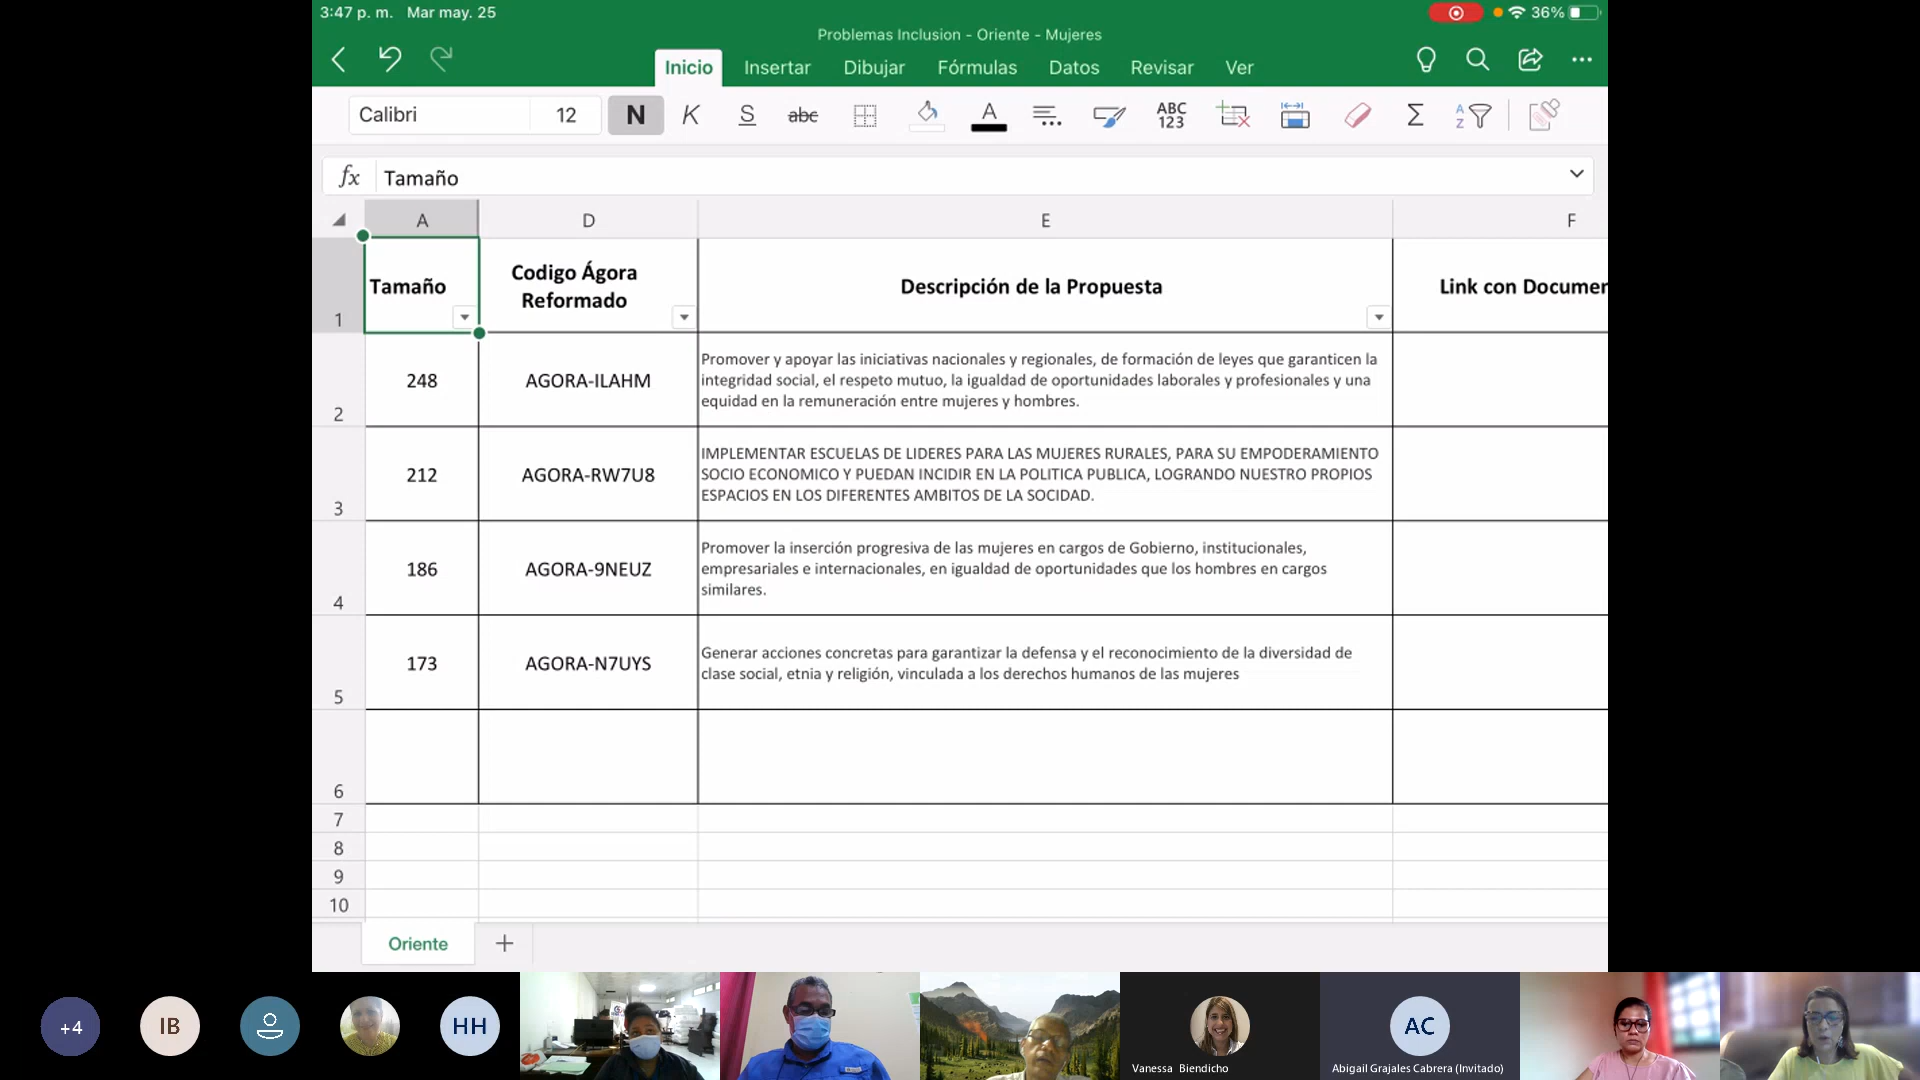 3:47 p. m. Mar may. 25
36%
Problemas Inclusion - Oriente - Mujeres
Inicio Insertar Dibujar Fórmulas Datos Revisar Ver
Calibri 12 N K S abc A ABC 123 Σ A Z
fx Tamaño
A D E F
1 Tamaño Codigo Ágora Reformado Descripción de la Propuesta Link con Documen
2 248 AGORA-ILAHM
Promover y apoyar las iniciativas nacionales y regionales, de formación de leyes que garanticen la
integridad social, el respeto mutuo, la igualdad de oportunidades laborales y profesionales y una
equidad en la remuneración entre mujeres y hombres.
3 212 AGORA-RW7U8
IMPLEMENTAR ESCUELAS DE LIDERES PARA LAS MUJERES RURALES, PARA SU EMPODERAMIENTO
SOCIO ECONOMICO Y PUEDAN INCIDIR EN LA POLITICA PUBLICA, LOGRANDO NUESTRO PROPIOS
ESPACIOS EN LOS DIFERENTES AMBITOS DE LA SOCIDAD.
4 186 AGORA-9NEUZ
Promover la inserción progresiva de las mujeres en cargos de Gobierno, institucionales,
empresariales e internacionales, en igualdad de oportunidades que los hombres en cargos
similares.
5 173 AGORA-N7UYS
Generar acciones concretas para garantizar la defensa y el reconocimiento de la diversidad de
clase social, etnia y religión, vinculada a los derechos humanos de las mujeres
6
7
8
9
10
Oriente +
+4 IB HH AC
Vanessa Biendicho
Abigail Grajales Cabrera (Invitado)